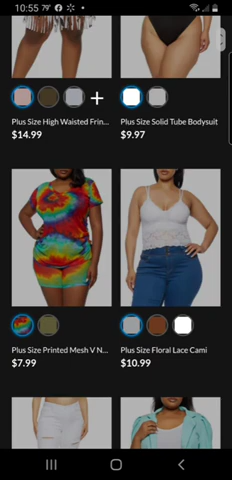 10:55 79°
Plus Size High Waisted Frin...
$14.99
Plus Size Solid Tube Bodysuit
$9.97
Plus Size Printed Mesh V N...
$7.99
Plus Size Floral Lace Cami
$10.99